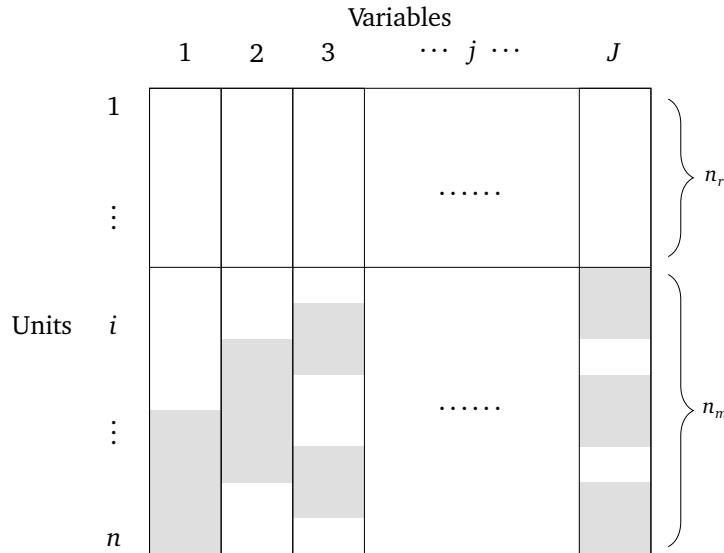 Variables
1 2 3 ··· j ··· J
1
······ n_r
⋮
Units i
······ n_m
⋮
n